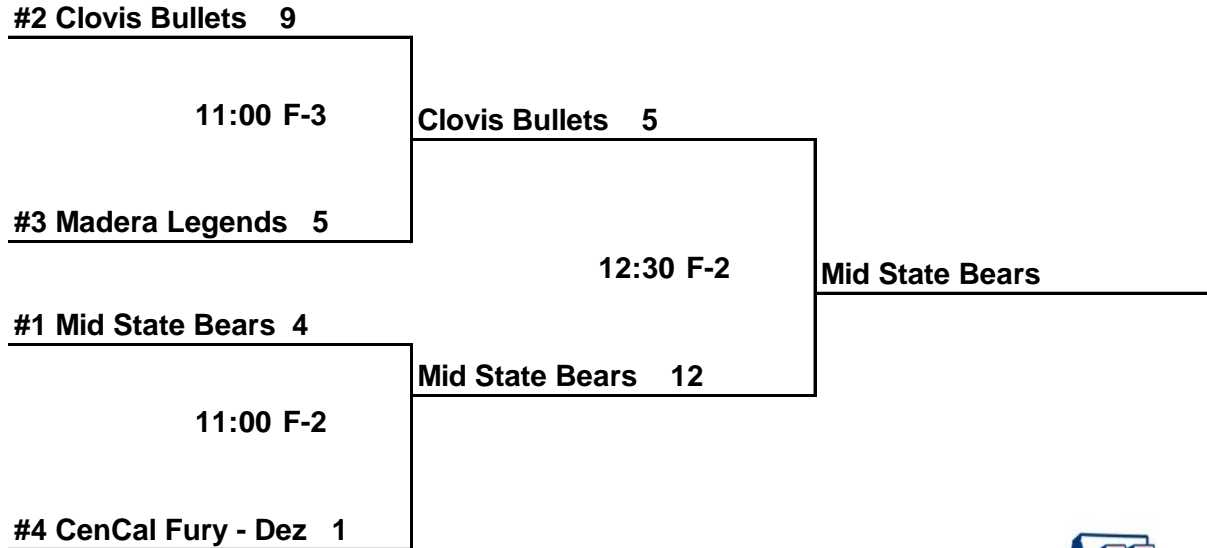 #2 Clovis Bullets 9
11:00 F-3
Clovis Bullets 5
#3 Madera Legends 5
12:30 F-2
Mid State Bears
#1 Mid State Bears 4
Mid State Bears 12
11:00 F-2
#4 CenCal Fury - Dez 1